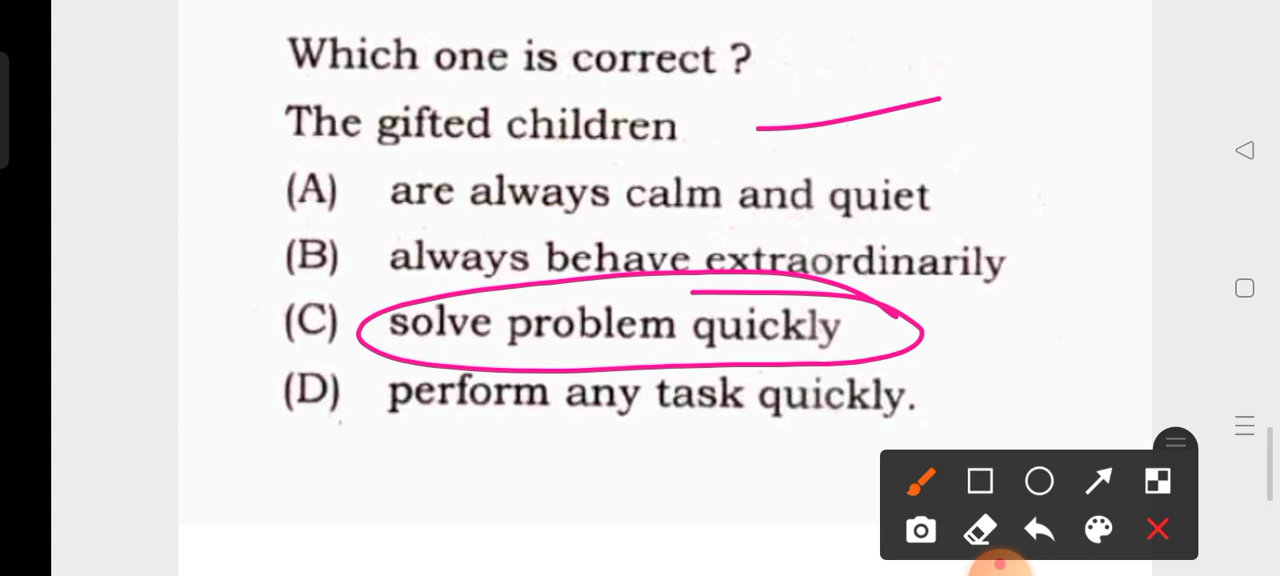 Which one is correct ?
The gifted children
(A) are always calm and quiet
(B) always behave extraordinarily
(C) solve problem quickly
(D) perform any task quickly.